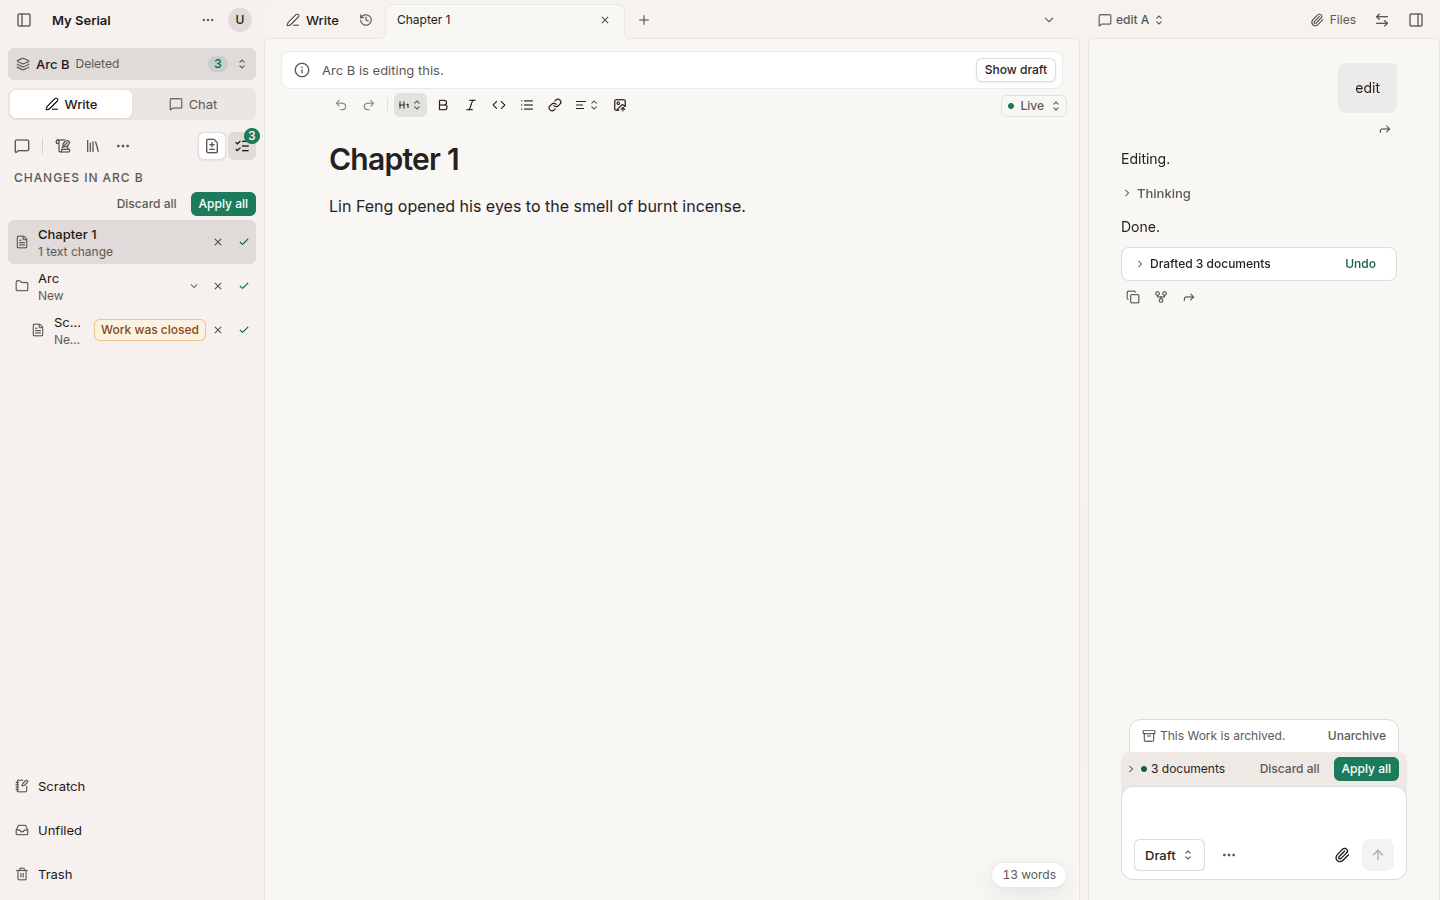 My Serial
U
Write
Chapter 1
edit A
Files
Arc B Deleted 3
Arc B is editing this.
Show draft
Write
Chat
H1
Live
3
CHANGES IN ARC B
Discard all
Apply all
Chapter 1
1 text change
Arc
New
Sc...
Ne...
Work was closed
Scratch
Unfiled
Trash
Chapter 1
Lin Feng opened his eyes to the smell of burnt incense.
13 words
edit
Editing.
Thinking
Done.
Drafted 3 documents
Undo
This Work is archived.
Unarchive
3 documents
Discard all
Apply all
Draft